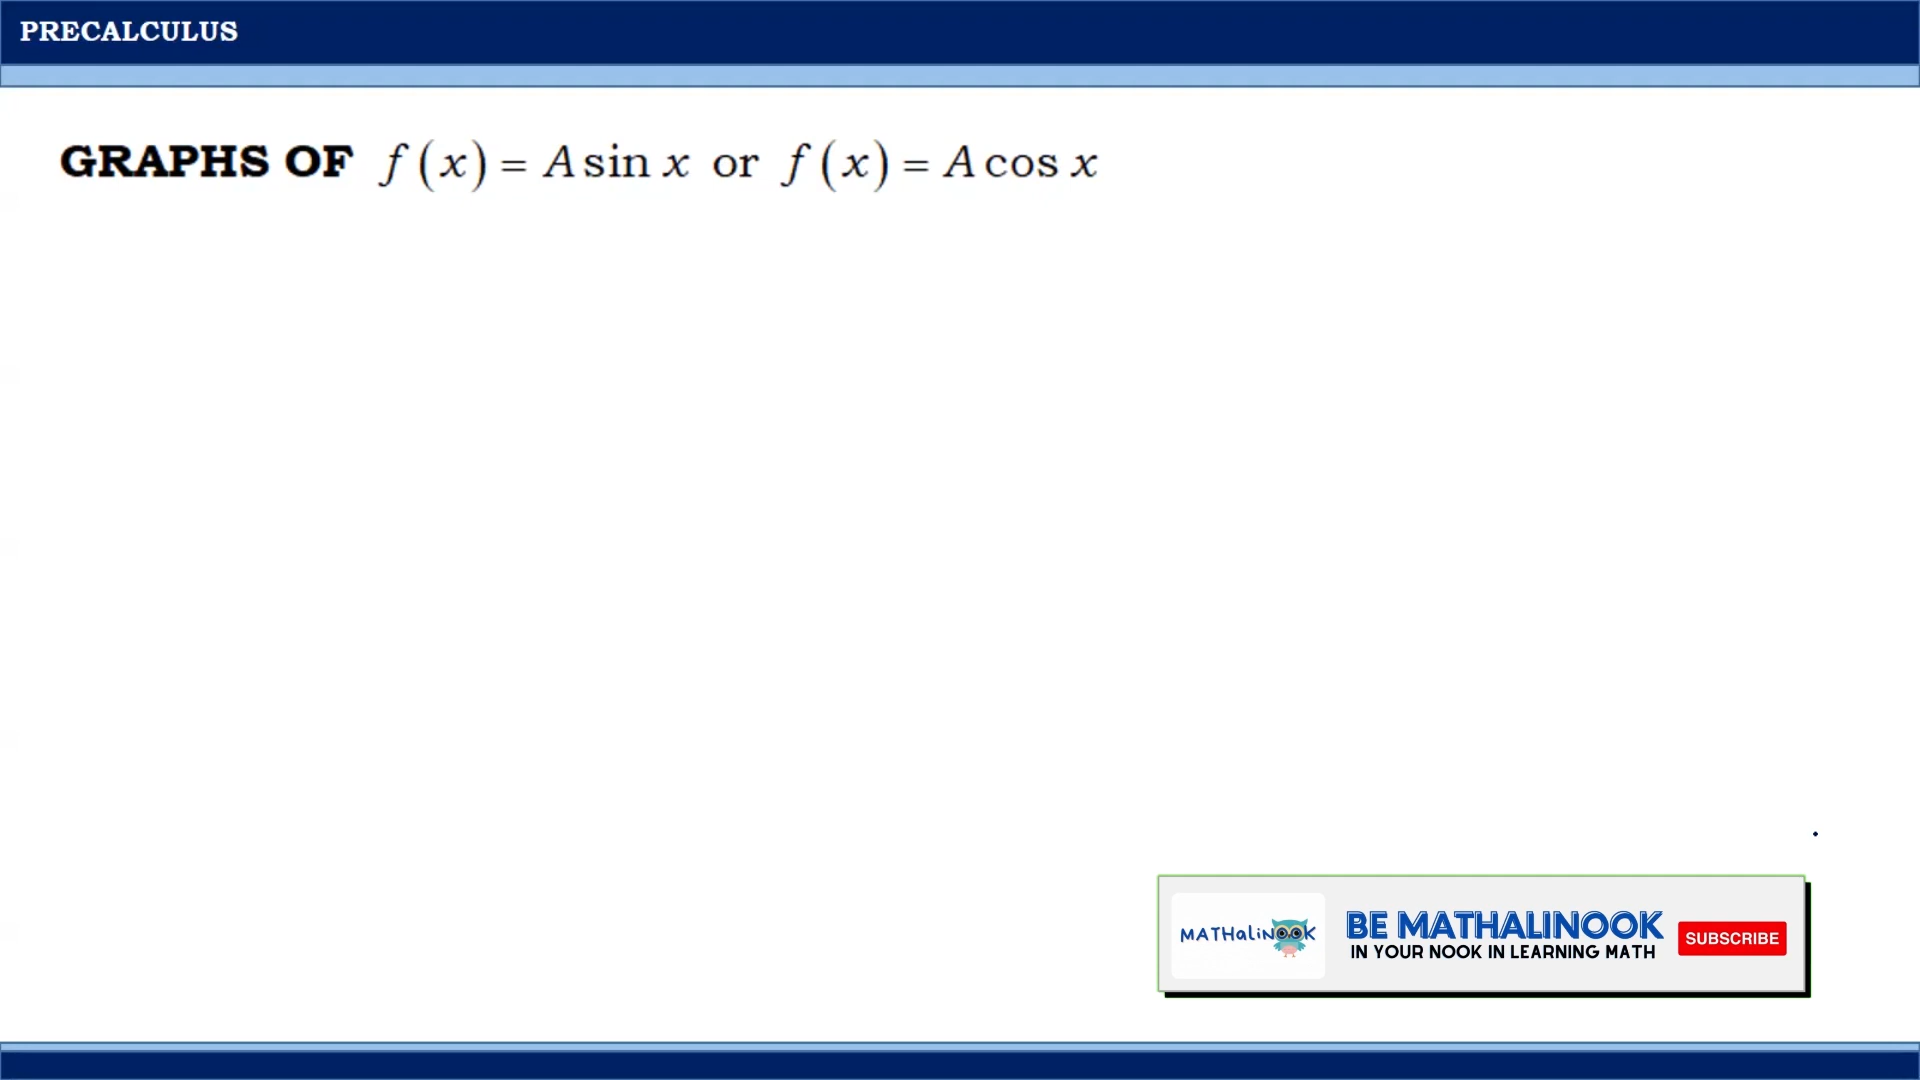 PRECALCULUS
GRAPHS OF f(x) = A sin x or f(x) = A cos x
MATHaliNOOK
BE MATHALINOOK
IN YOUR NOOK IN LEARNING MATH
SUBSCRIBE